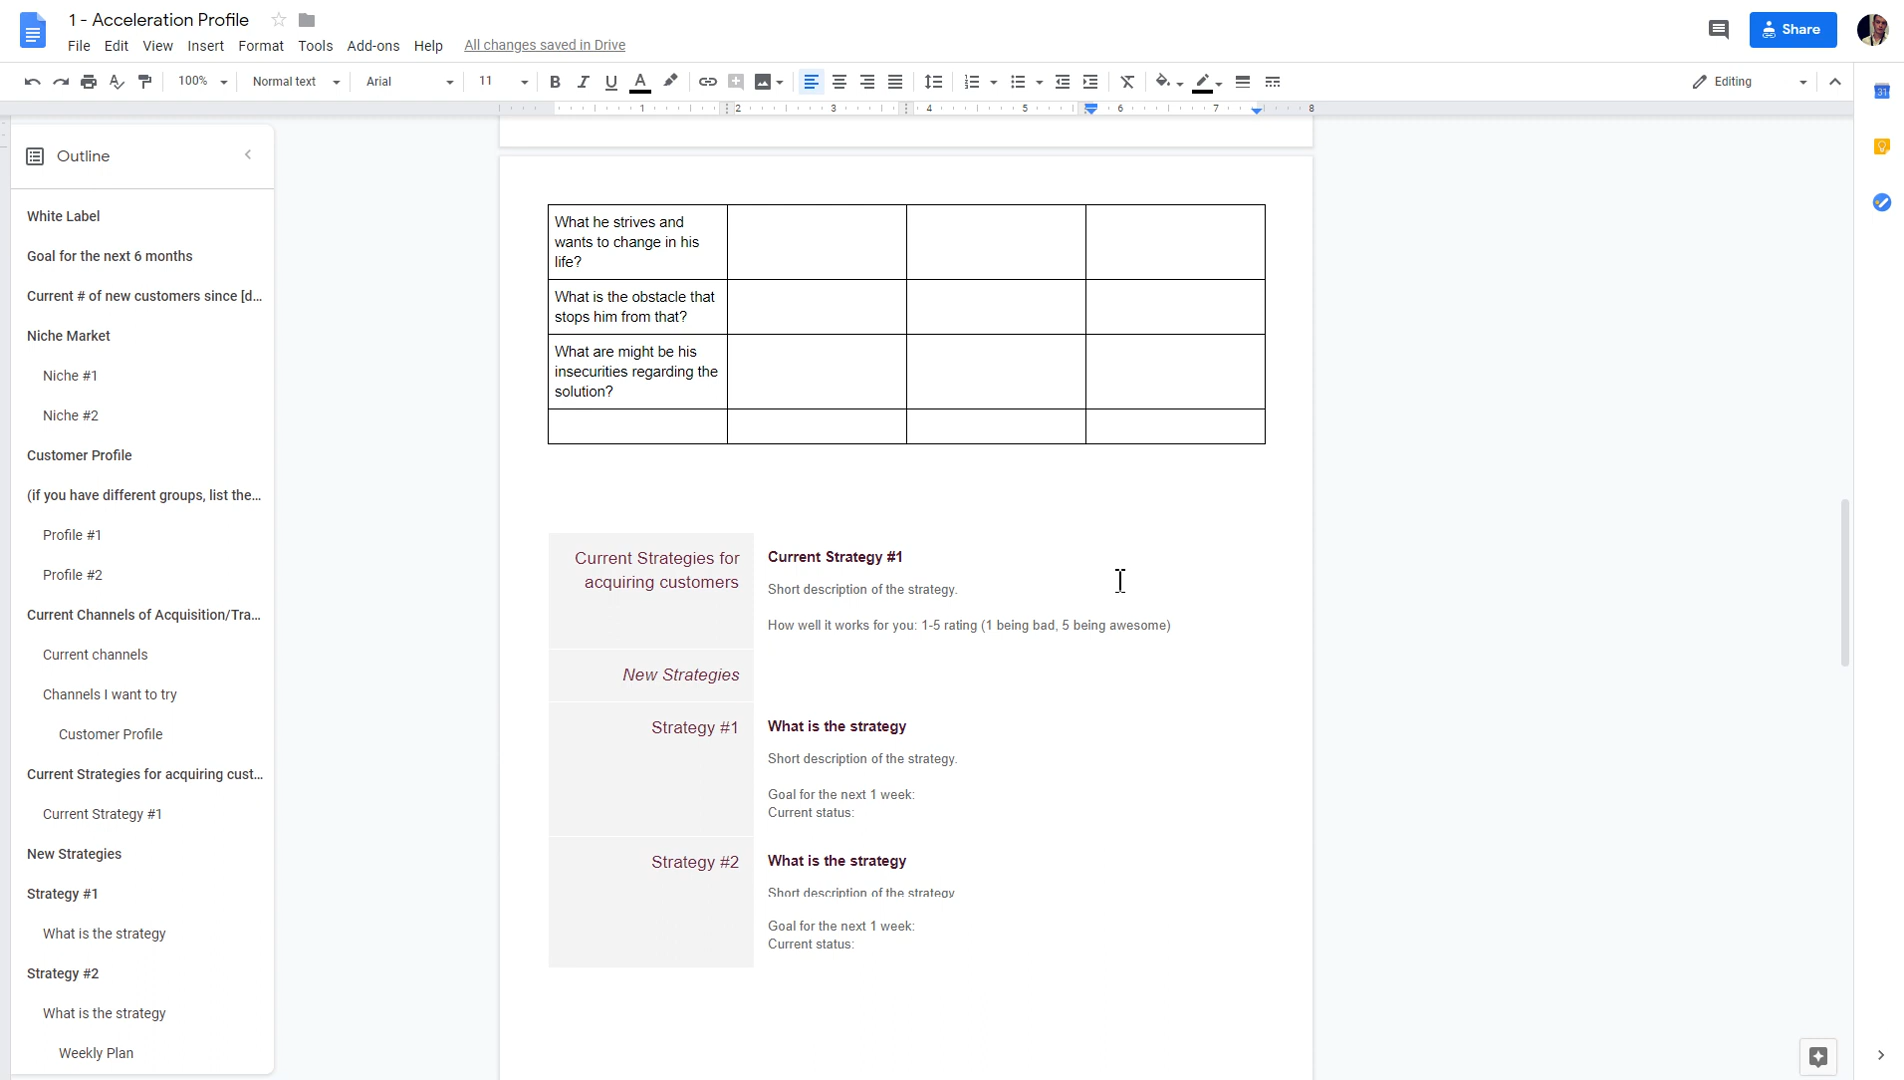 1 - Acceleration Profile
File Edit View Insert Format Tools Add-ons Help All changes saved in Drive
Share
100% Normal text Arial 11 B I U A Editing
1 2 3 4 5 6 7 8
31
Outline
White Label
Goal for the next 6 months
Current # of new customers since [d...
Niche Market
Niche #1
Niche #2
Customer Profile
(if you have different groups, list the...
Profile #1
Profile #2
Current Channels of Acquisition/Tra...
Current channels
Channels I want to try
Customer Profile
Current Strategies for acquiring cust...
Current Strategy #1
New Strategies
Strategy #1
What is the strategy
Strategy #2
What is the strategy
Weekly Plan
What he strives and
wants to change in his
life?
What is the obstacle that
stops him from that?
What are might be his
insecurities regarding the
solution?
Current Strategies for
acquiring customers
Current Strategy #1
Short description of the strategy.
How well it works for you: 1-5 rating (1 being bad, 5 being awesome)
New Strategies
Strategy #1
What is the strategy
Short description of the strategy.
Goal for the next 1 week:
Current status:
Strategy #2
What is the strategy
Short description of the strategy
Goal for the next 1 week:
Current status: